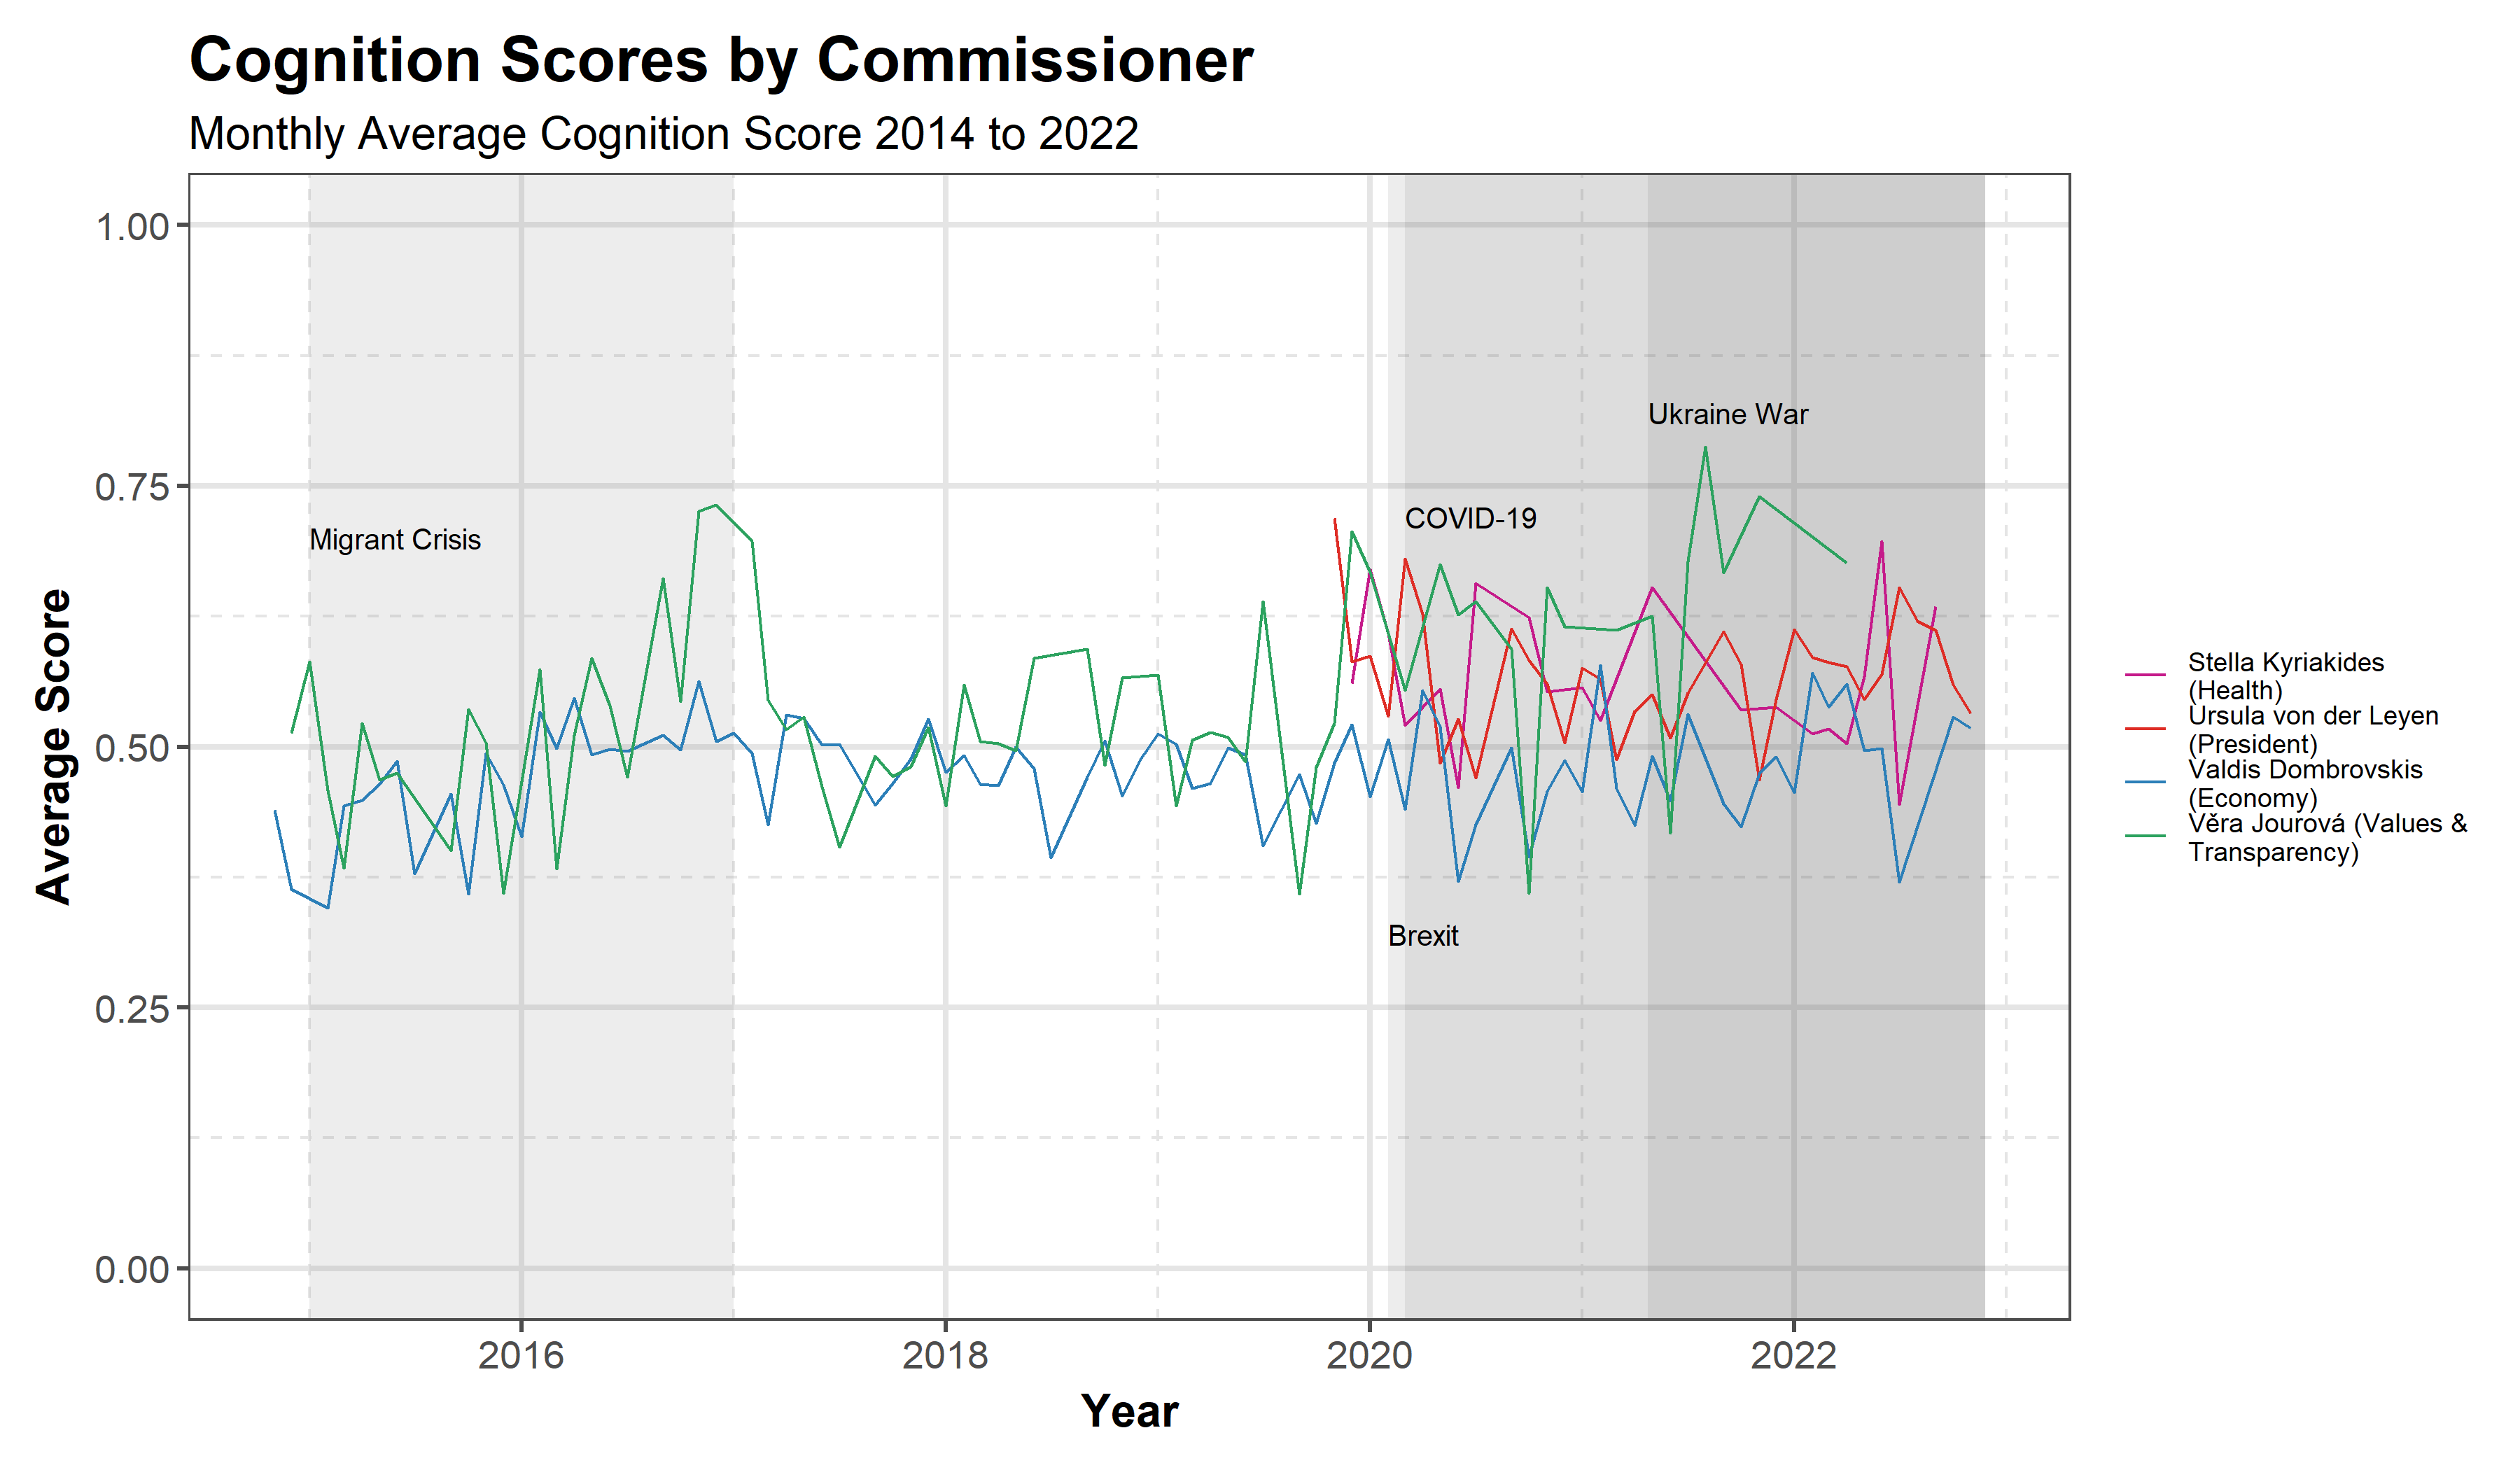 Cognition Scores by Commissioner
Monthly Average Cognition Score 2014 to 2022
Average Score
1.00
0.75
0.50
0.25
0.00
Migrant Crisis
Ukraine War
COVID-19
Brexit
2016
2018
2020
2022
Year
Stella Kyriakides
(Health)
Ursula von der Leyen
(President)
Valdis Dombrovskis
(Economy)
Věra Jourová (Values &
Transparency)